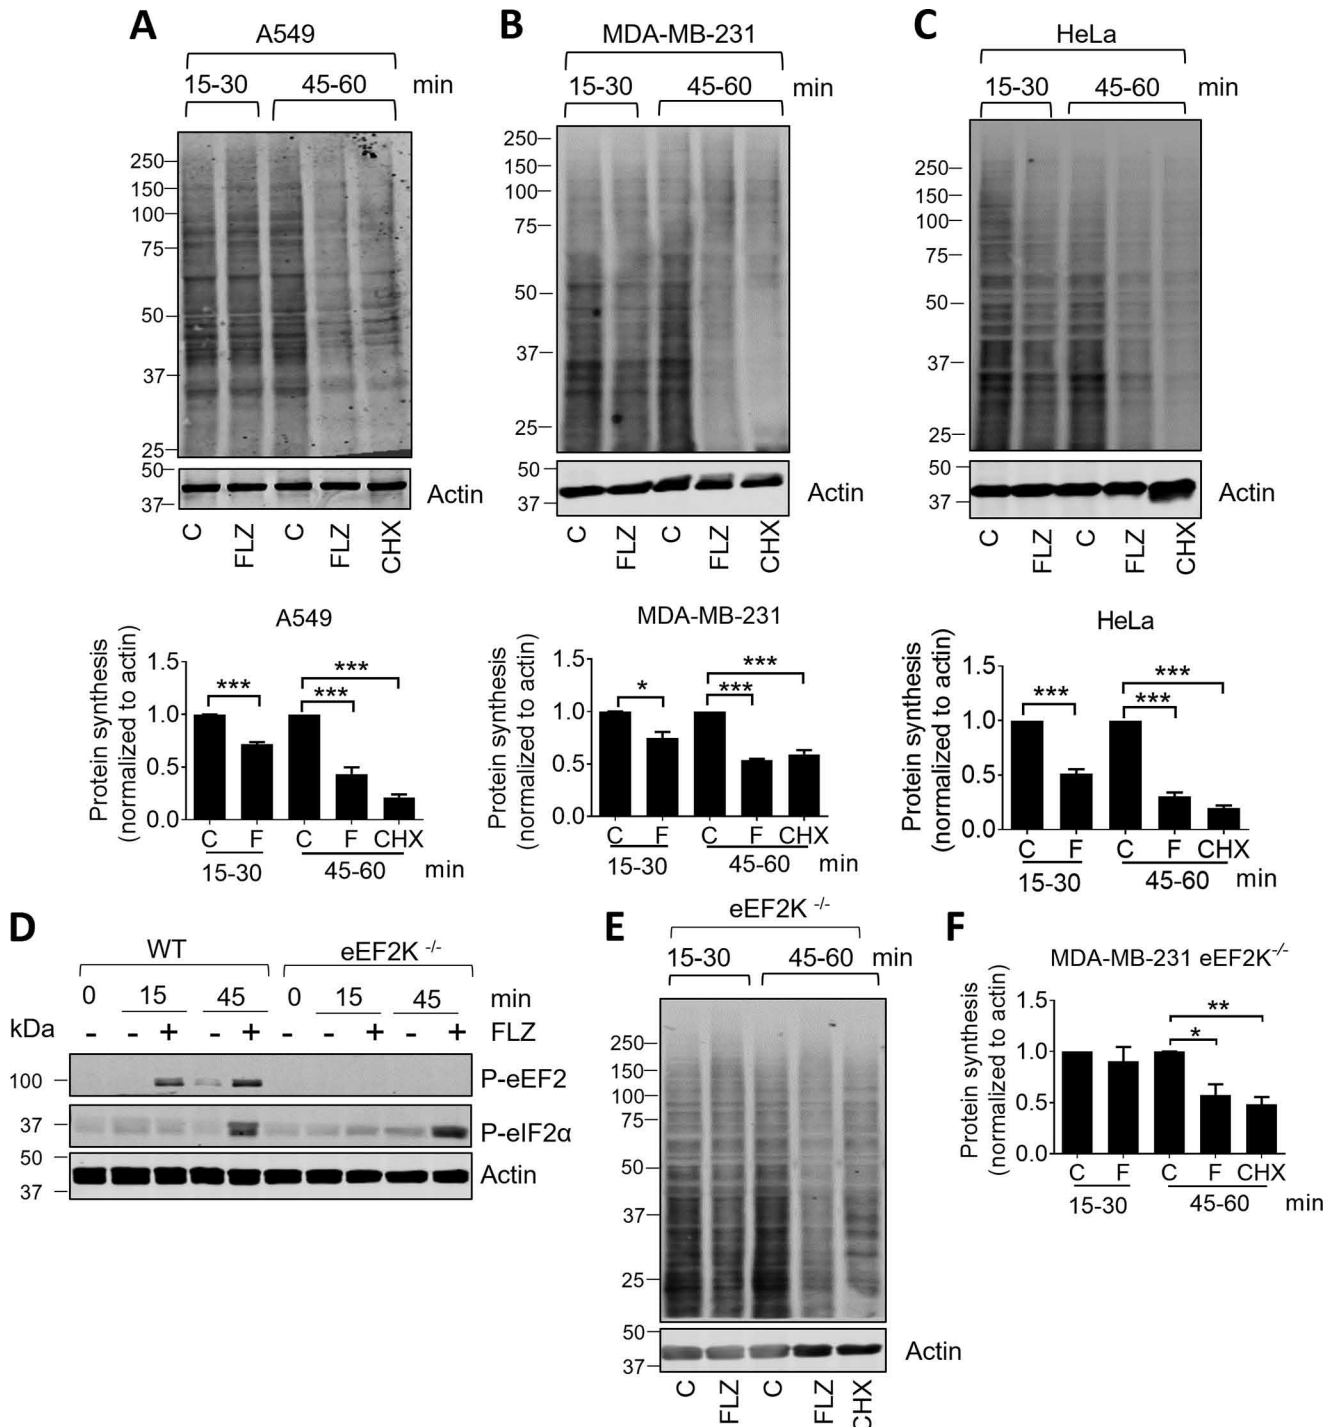 A
A549
15-30 45-60 min
250
150
100
75
50
37
25
50
37
Actin
C FLZ C FLZ CHX
B
MDA-MB-231
15-30 45-60 min
250
150
100
75
50
37
25
50
37
Actin
C FLZ C FLZ CHX
C
HeLa
15-30 45-60 min
250
150
100
75
50
37
25
50
37
Actin
C FLZ C FLZ CHX
A549
Protein synthesis
(normalized to actin)
1.5
1.0
0.5
0.0
*** *** ***
C F C F CHX
15-30 45-60 min
MDA-MB-231
Protein synthesis
(normalized to actin)
1.5
1.0
0.5
0.0
* *** ***
C F C F CHX
15-30 45-60 min
HeLa
Protein synthesis
(normalized to actin)
1.5
1.0
0.5
0.0
*** *** ***
C F C F CHX
15-30 45-60 min
D
WT eEF2K -/-
0 15 45 0 15 45 min
kDa - - + - + - - + - + FLZ
100 P-eEF2
37 P-eIF2α
50
37
Actin
E
eEF2K -/-
15-30 45-60 min
250
150
100
75
50
37
25
50
37
Actin
C FLZ C FLZ CHX
F
MDA-MB-231 eEF2K-/-
Protein synthesis
(normalized to actin)
1.5
1.0
0.5
0.0
* **
C F C F CHX
15-30 45-60 min